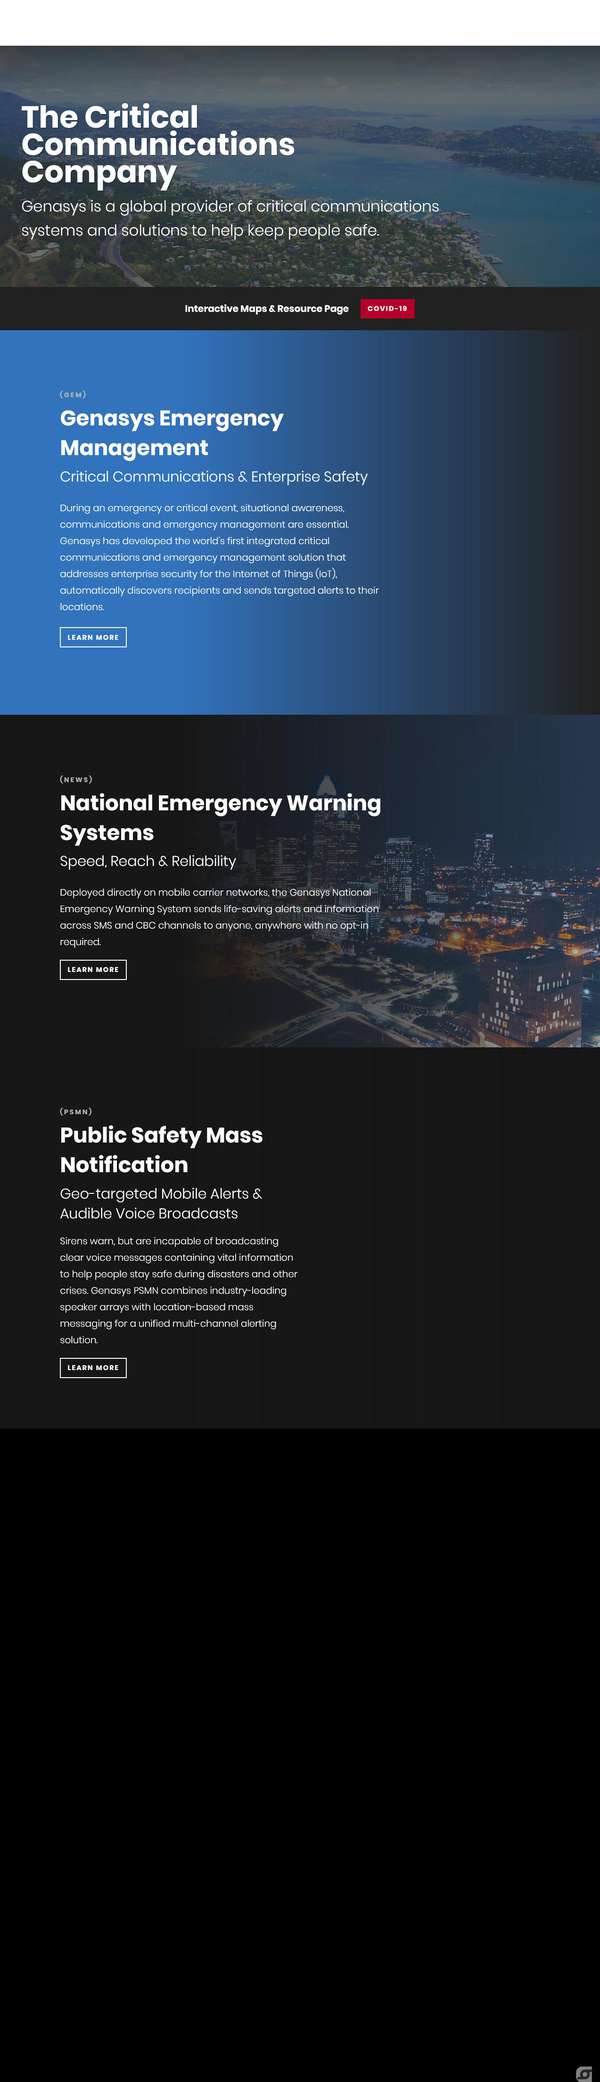 The Critical
Communications
Company
Genasys is a global provider of critical communications
systems and solutions to help keep people safe.
Interactive Maps & Resource Page
COVID-19
(GEM)
Genasys Emergency
Management
Critical Communications & Enterprise Safety
During an emergency or critical event, situational awareness,
communications and emergency management are essential.
Genasys has developed the world's first integrated critical
communications and emergency management solution that
addresses enterprise security for the Internet of Things (IoT),
automatically discovers recipients and sends targeted alerts to their
locations.
LEARN MORE
(NEWS)
National Emergency Warning
Systems
Speed, Reach & Reliability
Deployed directly on mobile carrier networks, the Genasys National
Emergency Warning System sends life-saving alerts and information
across SMS and CBC channels to anyone, anywhere with no opt-in
required.
LEARN MORE
(PSMN)
Public Safety Mass
Notification
Geo-targeted Mobile Alerts &
Audible Voice Broadcasts
Sirens warn, but are incapable of broadcasting
clear voice messages containing vital information
to help people stay safe during disasters and other
crises. Genasys PSMN combines industry-leading
speaker arrays with location-based mass
messaging for a unified multi-channel alerting
solution.
LEARN MORE